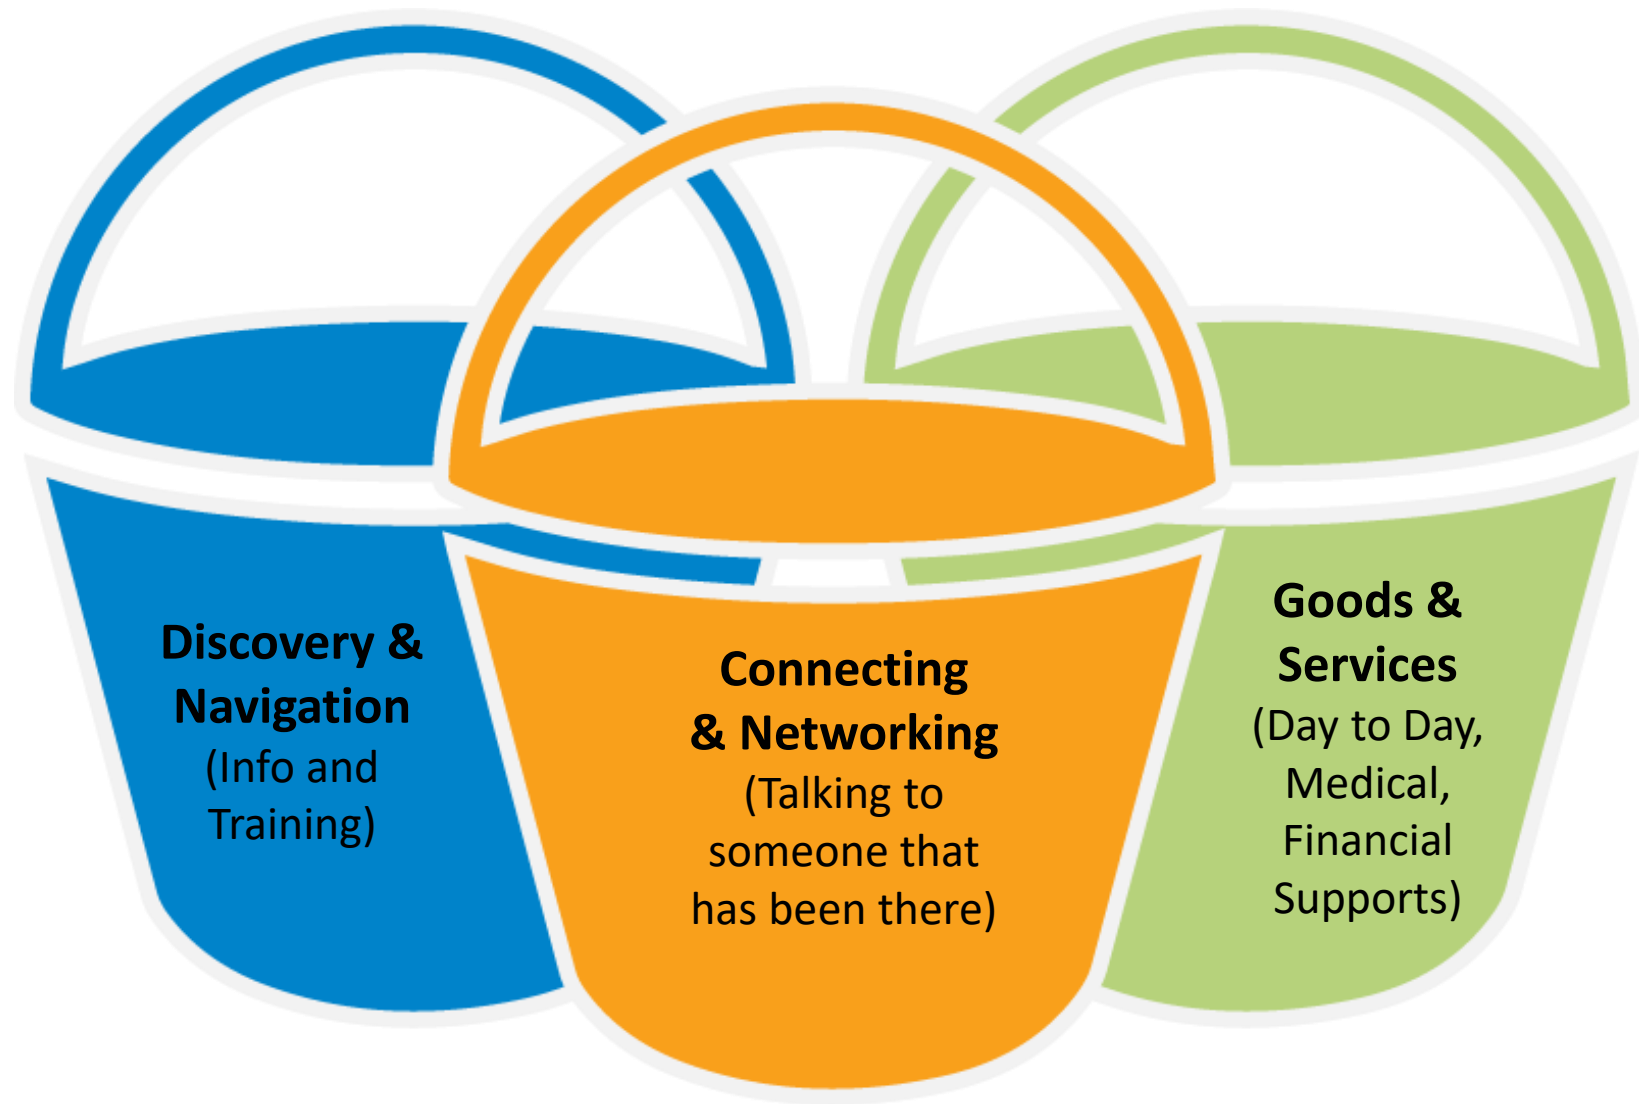 Discovery &
Navigation
(Info and
Training)
Connecting
& Networking
(Talking to
someone that
has been there)
Goods &
Services
(Day to Day,
Medical,
Financial
Supports)